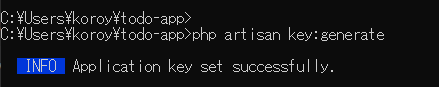 C:¥Users¥koroy¥todo-app>
C:¥Users¥koroy¥todo-app>php artisan key:generate
INFO Application key set successfully.